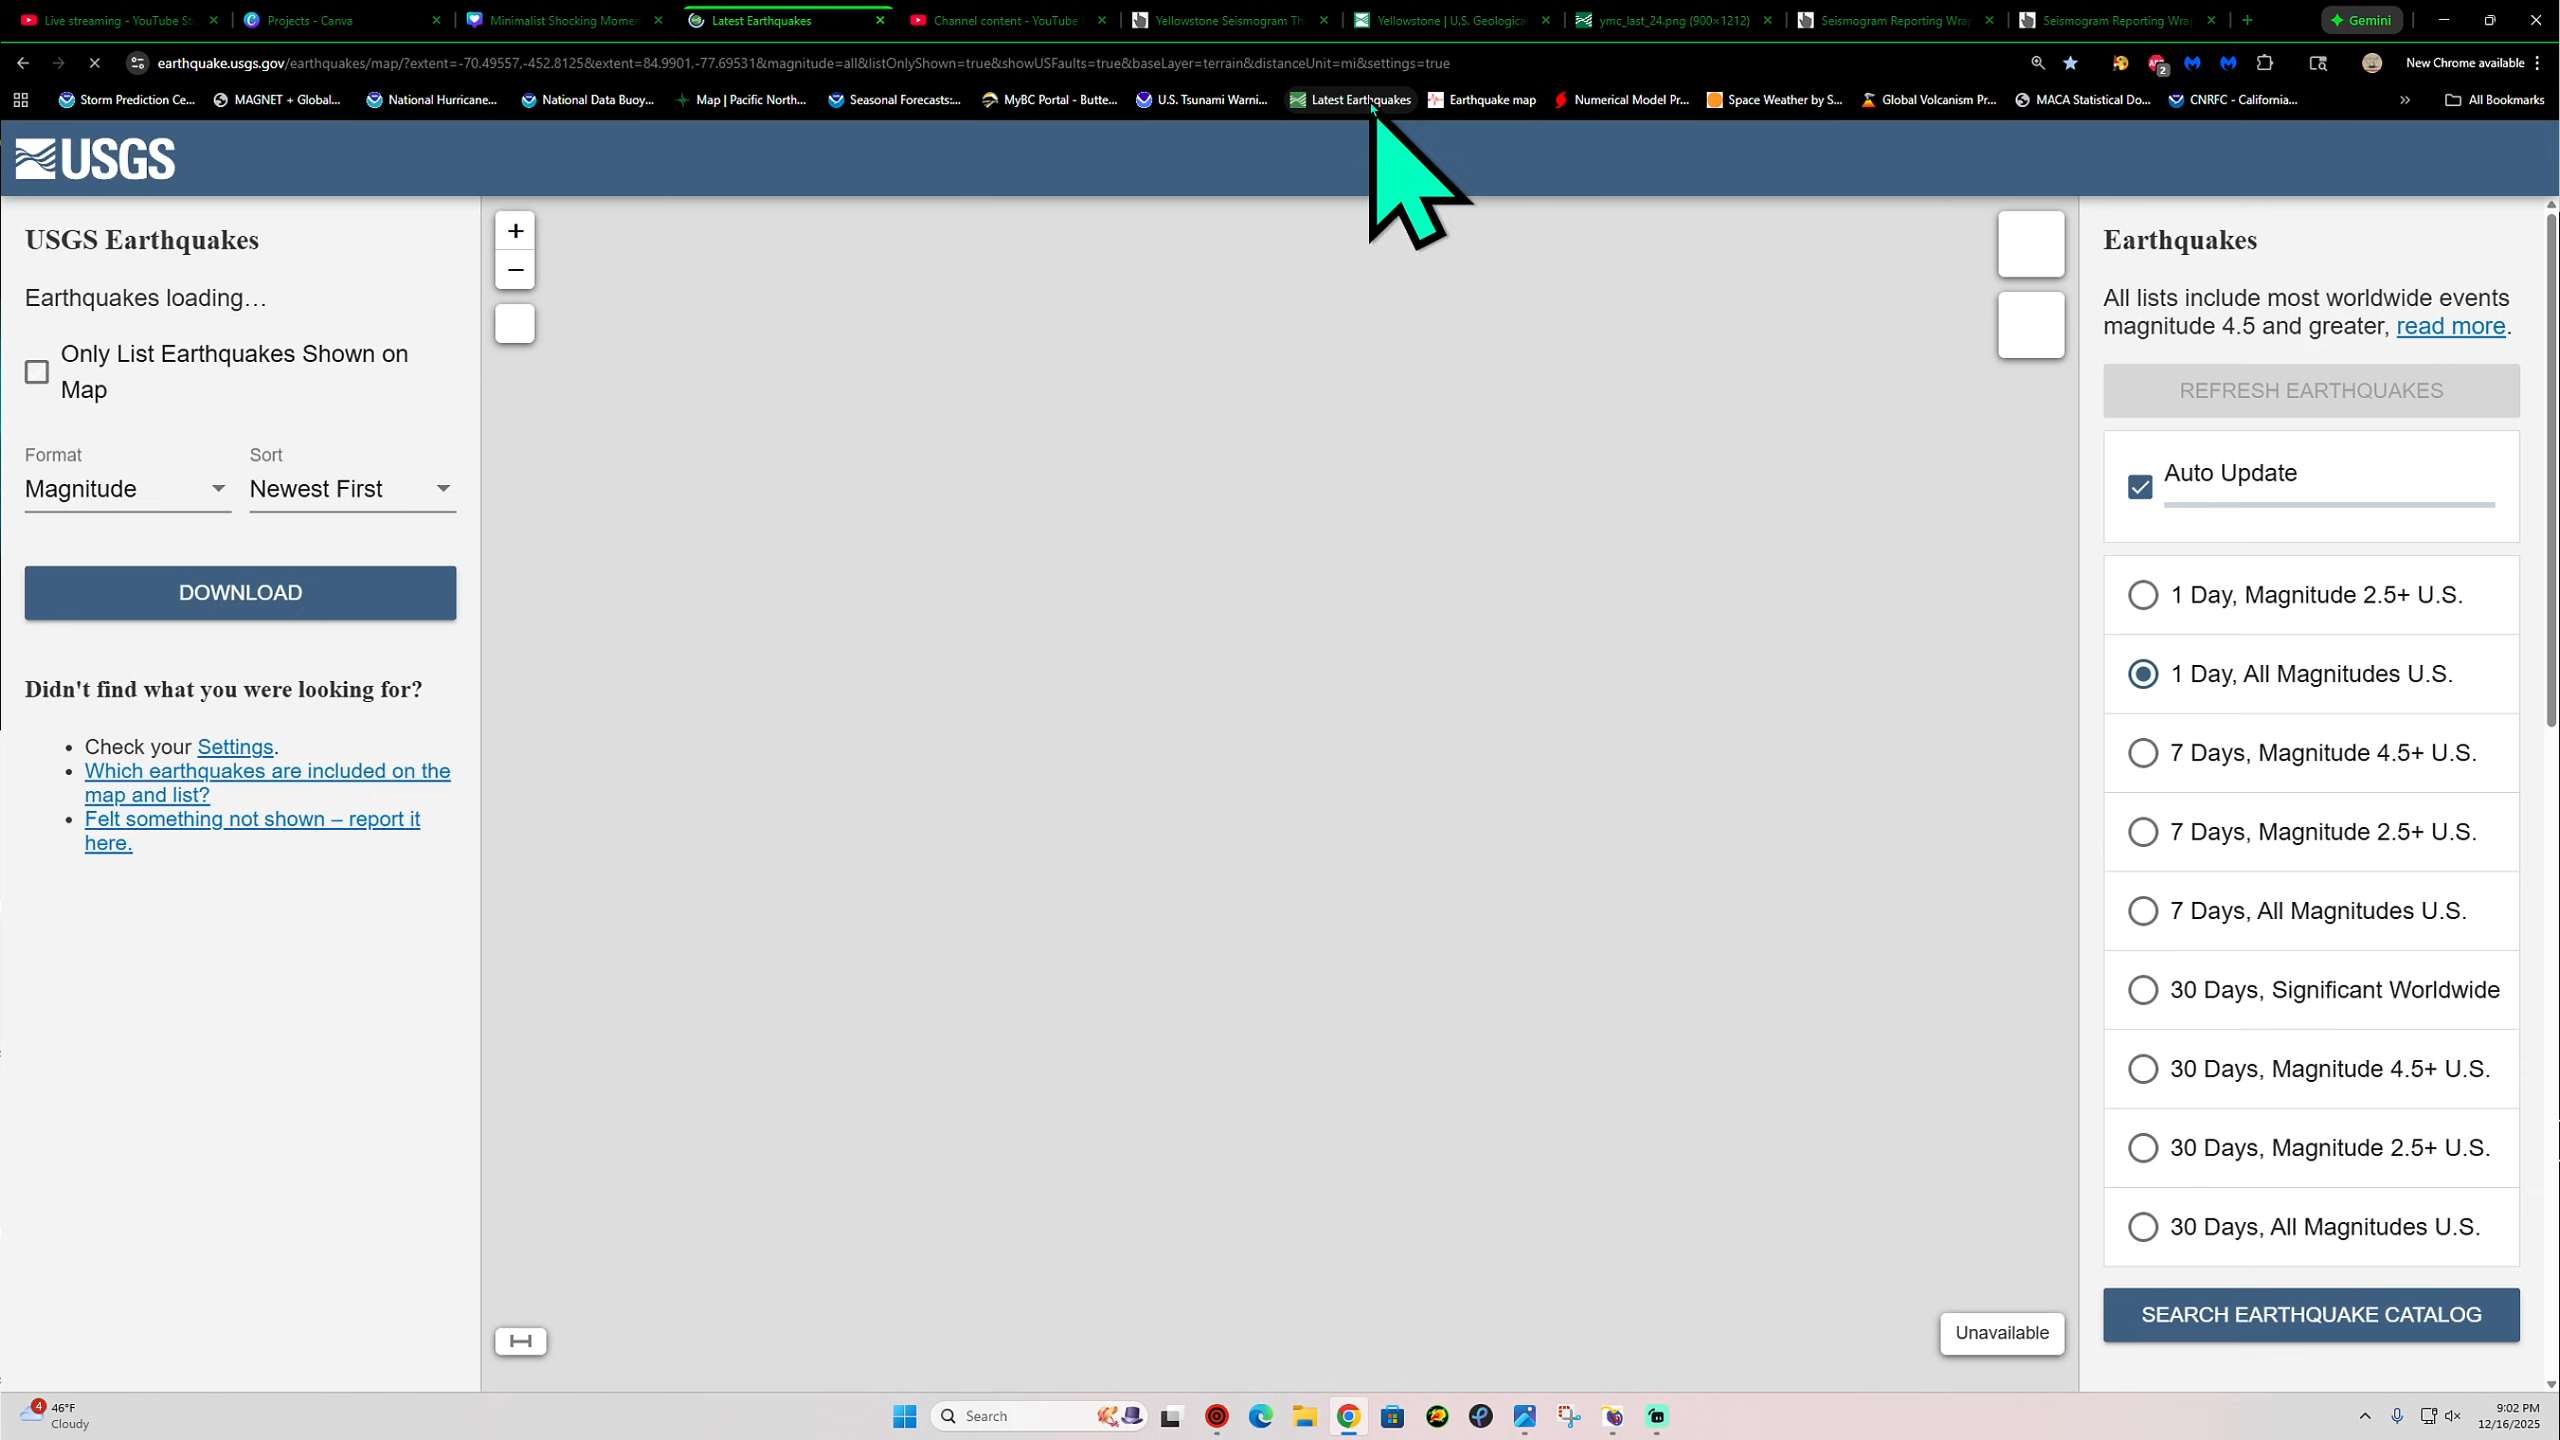 Live streaming - YouTube St
Projects - Canva
Minimalist Shocking Momen
Latest Earthquakes
Channel content - YouTube S
Yellowstone Seismogram Th
Yellowstone | U.S. Geological
ymc_last_24.png (900×1212)
Seismogram Reporting Wra
Seismogram Reporting Wra
Gemini
earthquake.usgs.gov/earthquakes/map/?extent=-70.49557,-452.8125&extent=84.9901,-77.69531&magnitude=all&listOnlyShown=true&showUSFaults=true&baseLayer=terrain&distanceUnit=mi&settings=true
2
New Chrome available
Storm Prediction Ce...
MAGNET + Global...
National Hurricane...
National Data Buoy...
Map | Pacific North...
Seasonal Forecasts:...
MyBC Portal - Butte...
U.S. Tsunami Warni...
Latest Earthquakes
Earthquake map
Numerical Model Pr...
Space Weather by S...
Global Volcanism Pr...
MACA Statistical Do...
CNRFC - California...
All Bookmarks
USGS
USGS Earthquakes
Earthquakes loading…
Only List Earthquakes Shown on
Map
Format
Sort
Magnitude
Newest First
DOWNLOAD
Didn't find what you were looking for?
• Check your Settings.
• Which earthquakes are included on the
map and list?
• Felt something not shown – report it
here.
+
−
Unavailable
Earthquakes
All lists include most worldwide events
magnitude 4.5 and greater, read more.
REFRESH EARTHQUAKES
Auto Update
1 Day, Magnitude 2.5+ U.S.
1 Day, All Magnitudes U.S.
7 Days, Magnitude 4.5+ U.S.
7 Days, Magnitude 2.5+ U.S.
7 Days, All Magnitudes U.S.
30 Days, Significant Worldwide
30 Days, Magnitude 4.5+ U.S.
30 Days, Magnitude 2.5+ U.S.
30 Days, All Magnitudes U.S.
SEARCH EARTHQUAKE CATALOG
4
46°F
Cloudy
Search
9:02 PM
12/16/2025